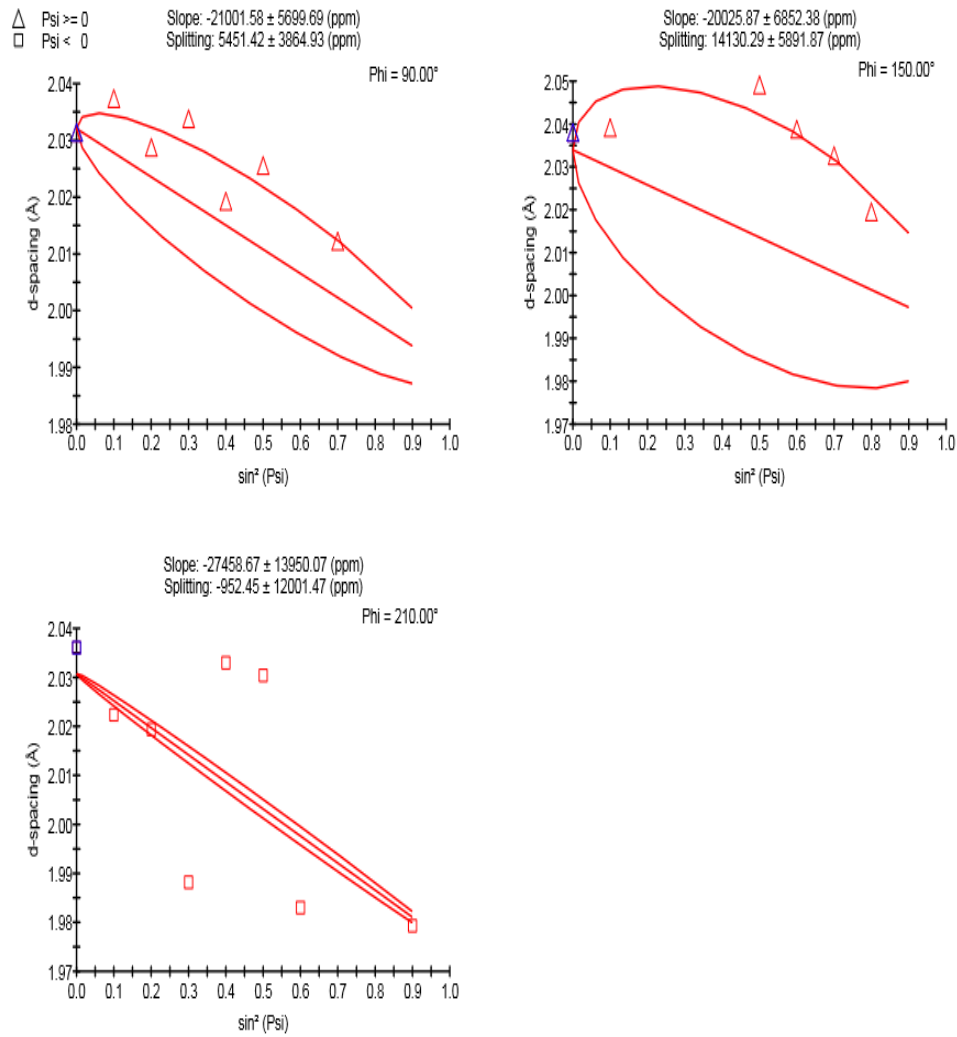 Psi >= 0
Psi < 0
Slope: -21001.58 ± 5699.69 (ppm)
Splitting: 5451.42 ± 3864.93 (ppm)
Phi = 90.00°
2.04
2.03
2.02
2.01
2.00
1.99
1.98
d-spacing (Å)
0.0 0.1 0.2 0.3 0.4 0.5 0.6 0.7 0.8 0.9 1.0
sin² (Psi)
Slope: -20025.87 ± 6852.38 (ppm)
Splitting: 14130.29 ± 5891.87 (ppm)
Phi = 150.00°
2.05
2.04
2.03
2.02
2.01
2.00
1.99
1.98
1.97
d-spacing (Å)
0.0 0.1 0.2 0.3 0.4 0.5 0.6 0.7 0.8 0.9 1.0
sin² (Psi)
Slope: -27458.67 ± 13950.07 (ppm)
Splitting: -952.45 ± 12001.47 (ppm)
Phi = 210.00°
2.04
2.03
2.02
2.01
2.00
1.99
1.98
1.97
d-spacing (Å)
0.0 0.1 0.2 0.3 0.4 0.5 0.6 0.7 0.8 0.9 1.0
sin² (Psi)